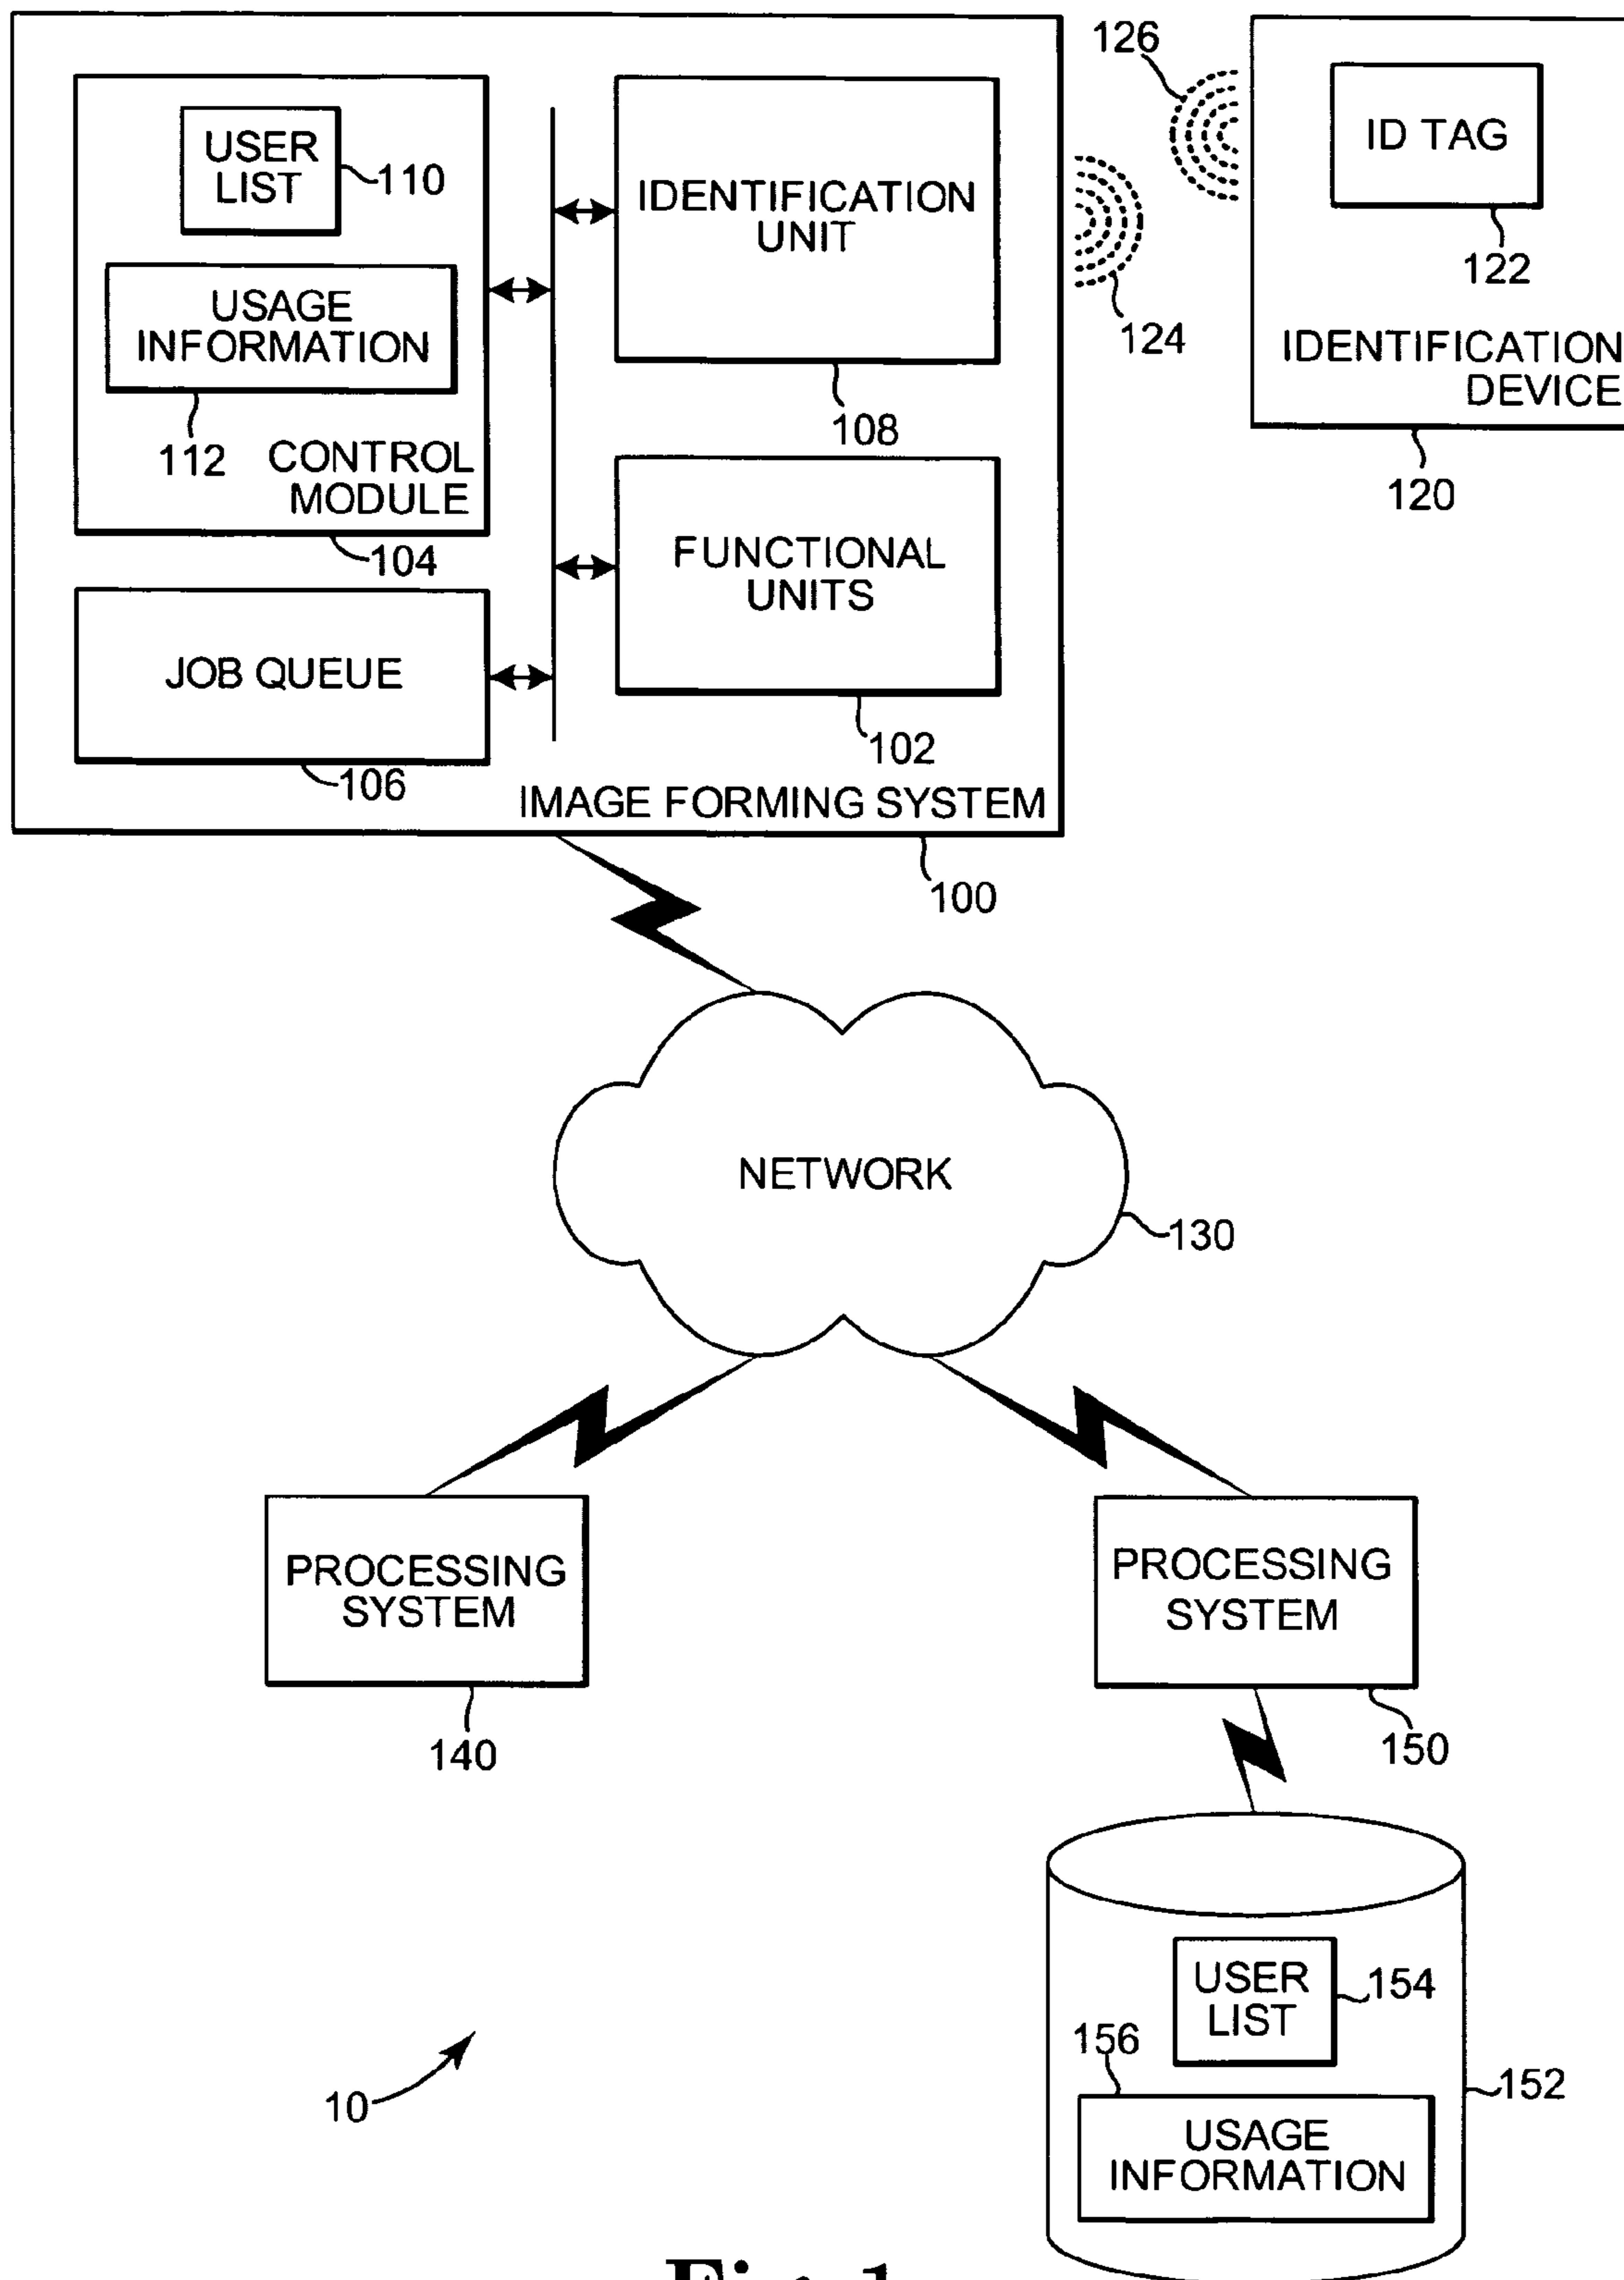 126
USER
LIST
110
IDENTIFICATION
UNIT
ID TAG
122
USAGE
INFORMATION
112
CONTROL
MODULE
104
108
124
IDENTIFICATION
DEVICE
120
FUNCTIONAL
UNITS
102
JOB QUEUE
106
IMAGE FORMING SYSTEM
100
NETWORK
130
PROCESSING
SYSTEM
140
PROCESSING
SYSTEM
150
USER
LIST
154
156
152
USAGE
INFORMATION
10
Fig. 1